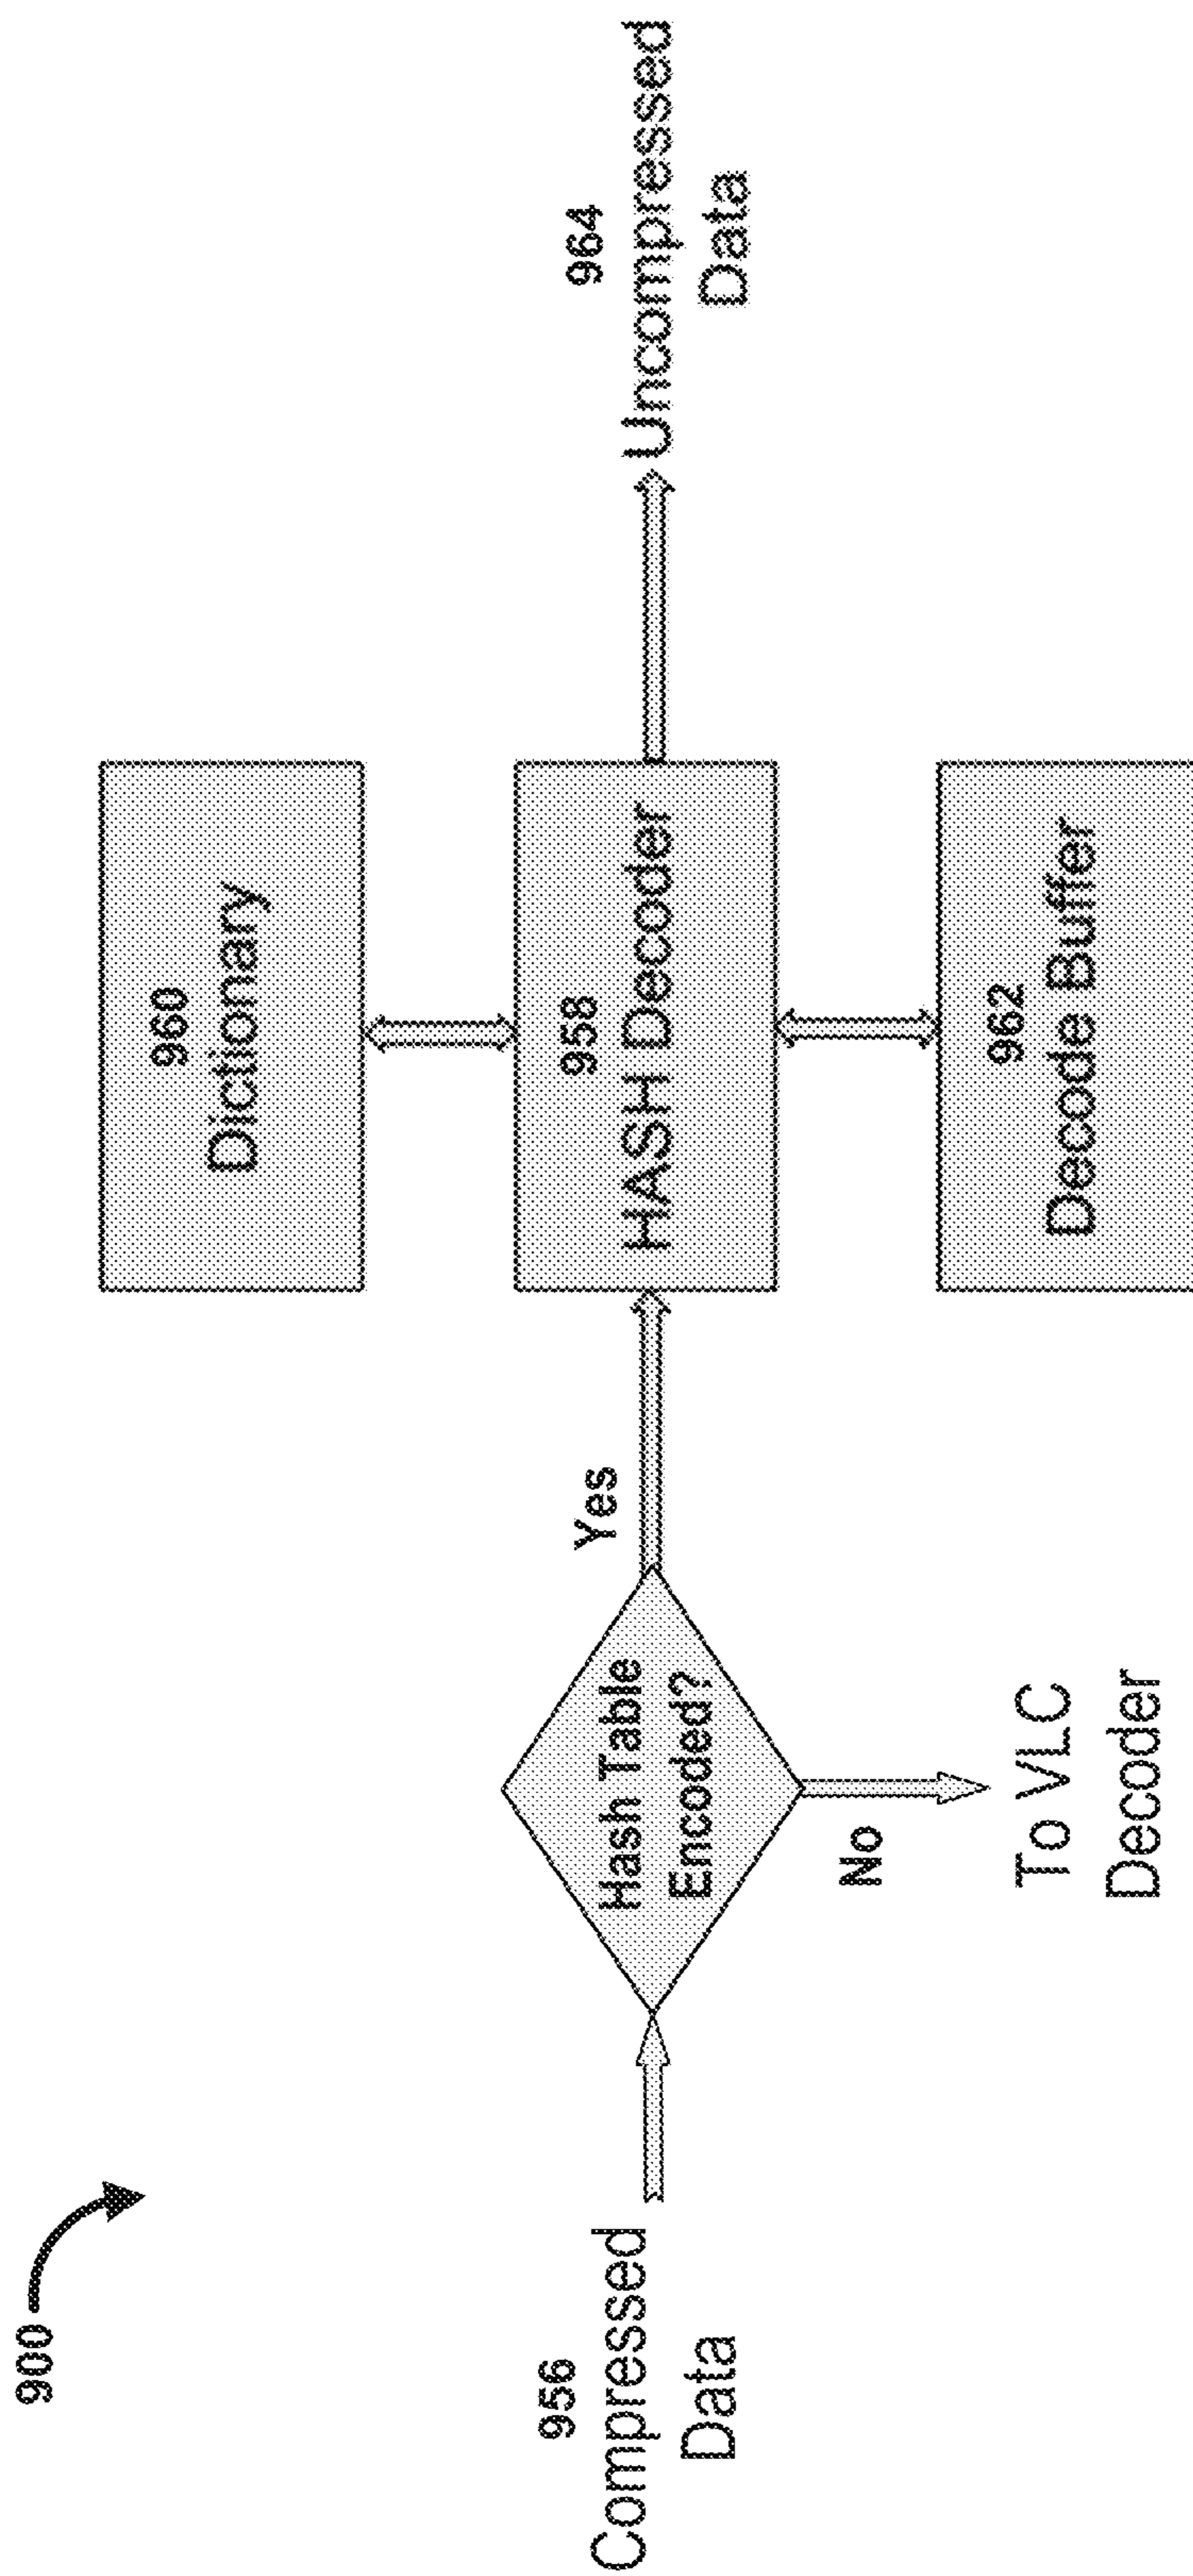 900
956
Compressed
Data
Hash Table
Encoded?
Yes
No
To VLC
Decoder
960
Dictionary
958
HASH Decoder
962
Decode Buffer
964
Uncompressed
Data